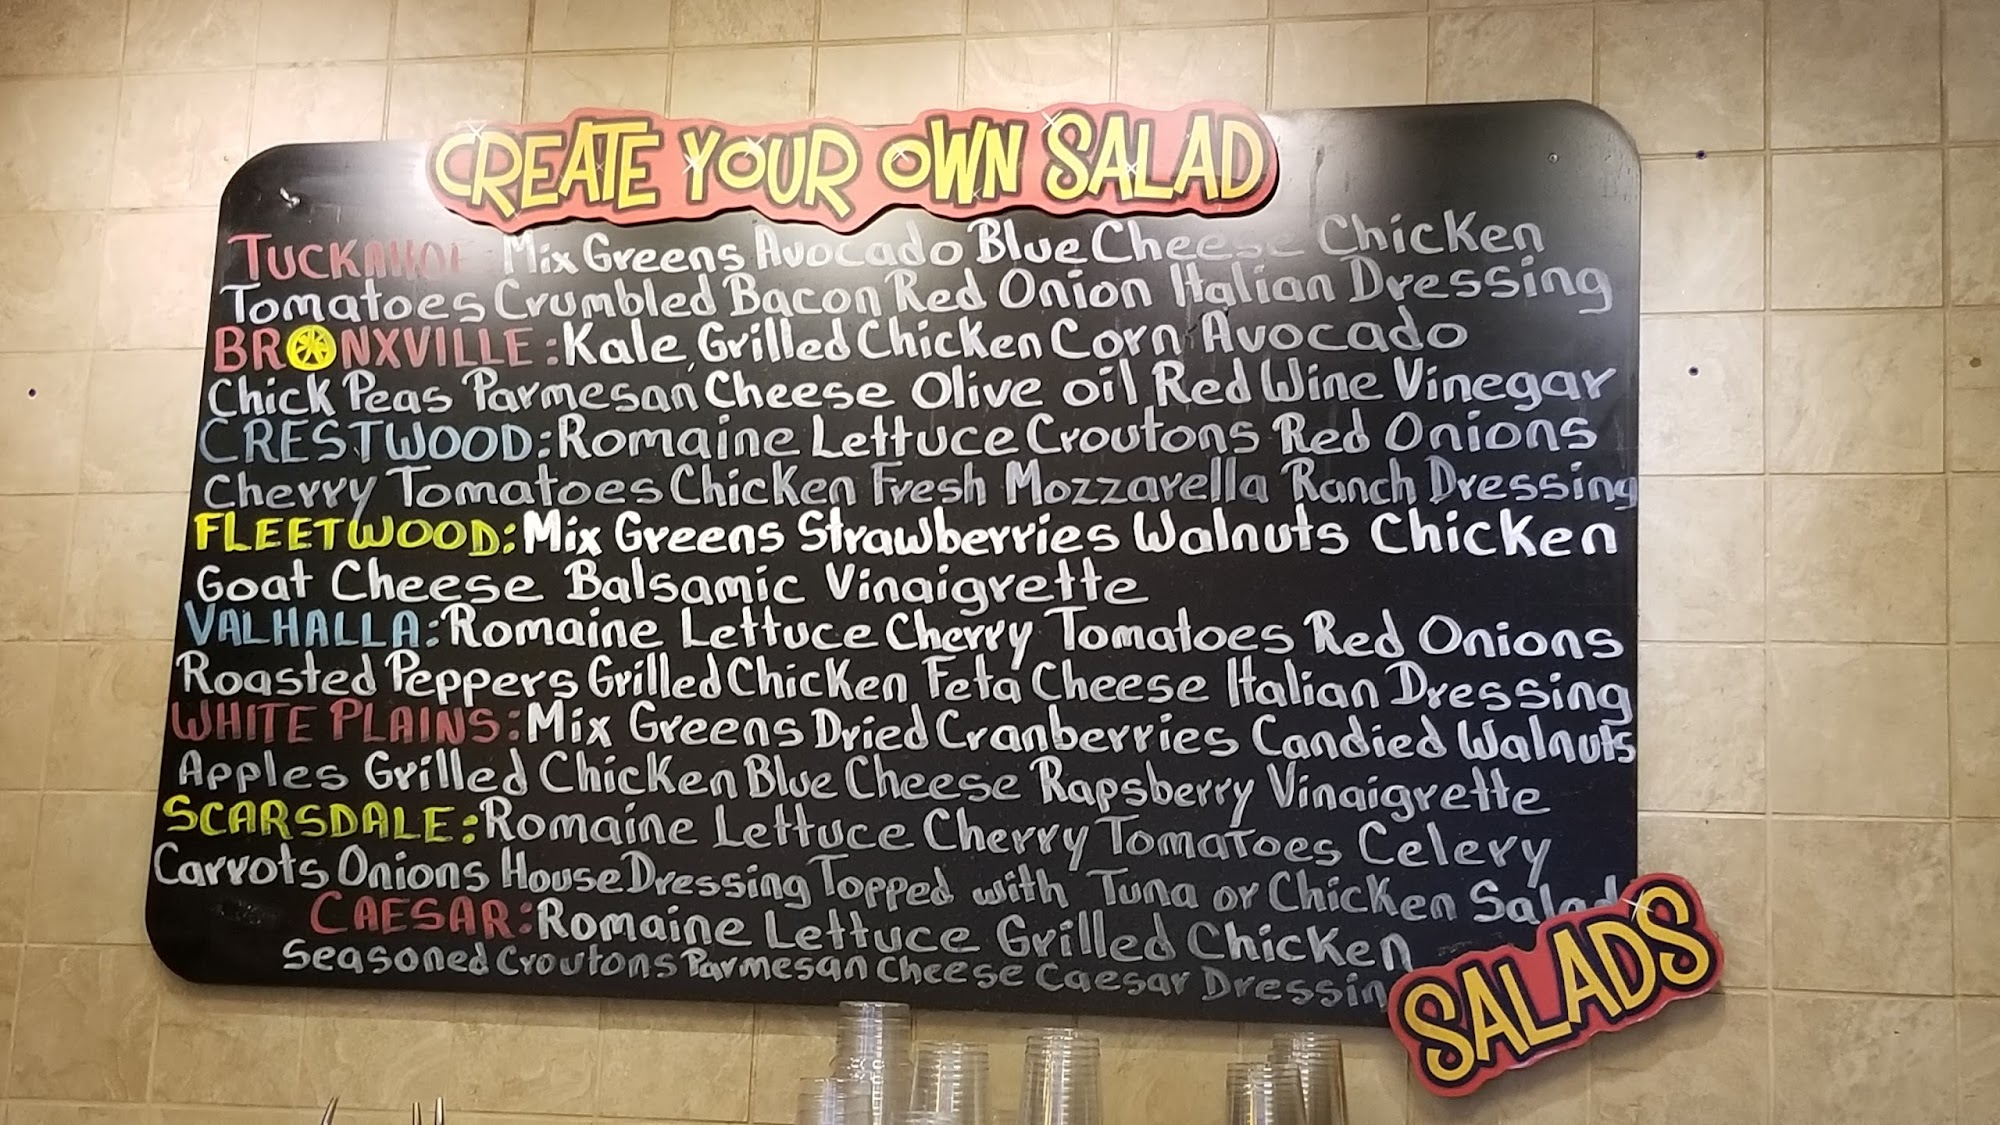 CREATE YOUR OWN SALAD
TUCKAHOE: Mix Greens Avocado Blue Cheese Chicken
Tomatoes Crumbled Bacon Red Onion Italian Dressing
BRONXVILLE: Kale, Grilled Chicken Corn Avocado
Chick Peas Parmesan Cheese Olive oil Red Wine Vinegar
CRESTWOOD: Romaine Lettuce Croutons Red Onions
Cherry Tomatoes Chicken Fresh Mozzarella Ranch Dressing
FLEETWOOD: Mix Greens Strawberries Walnuts Chicken
Goat Cheese Balsamic Vinaigrette
VALHALLA: Romaine Lettuce Cherry Tomatoes Red Onions
Roasted Peppers Grilled Chicken Feta Cheese Italian Dressing
WHITE PLAINS: Mix Greens Dried Cranberries Candied Walnuts
Apples Grilled Chicken Blue Cheese Rapsberry Vinaigrette
SCARSDALE: Romaine Lettuce Cherry Tomatoes Celery
Carrots Onions House Dressing Topped with Tuna or Chicken Salad
CAESAR: Romaine Lettuce Grilled Chicken
Seasoned Croutons Parmesan Cheese Caesar Dressin
SALADS